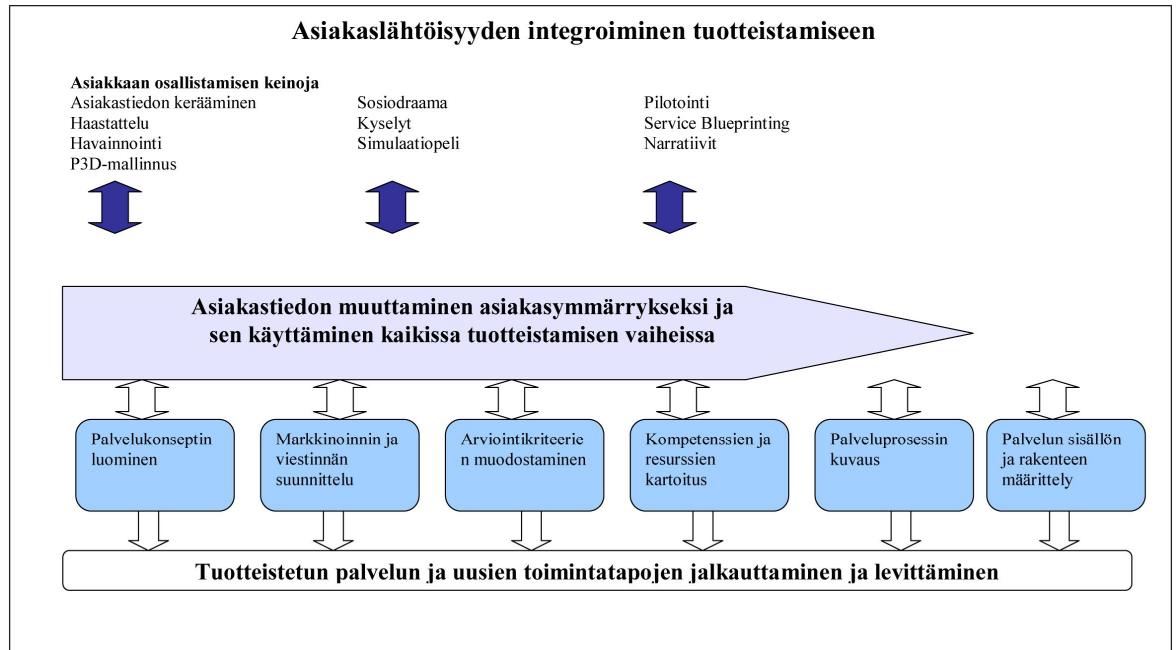 Asiakaslähtöisyyden integroiminen tuotteistamiseen
Asiakkaan osallistamisen keinoja
Asiakastiedon kerääminen
Haastattelu
Havainnointi
P3D-mallinnus
Sosiodraama
Kyselyt
Simulaatiopeli
Pilotointi
Service Blueprinting
Narratiivit
Asiakastiedon muuttaminen asiakasymmärrykseksi ja
sen käyttäminen kaikissa tuotteistamisen vaiheissa
Palvelukonseptin
luominen
Markkinoinnin ja
viestinnän
suunnittelu
Arviointikriteerie
n muodostaminen
Kompetenssien ja
resurssien
kartoitus
Palveluprosessin
kuvaus
Palvelun sisällön
ja rakenteen
määrittely
Tuotteistetun palvelun ja uusien toimintatapojen jalkauttaminen ja levittäminen